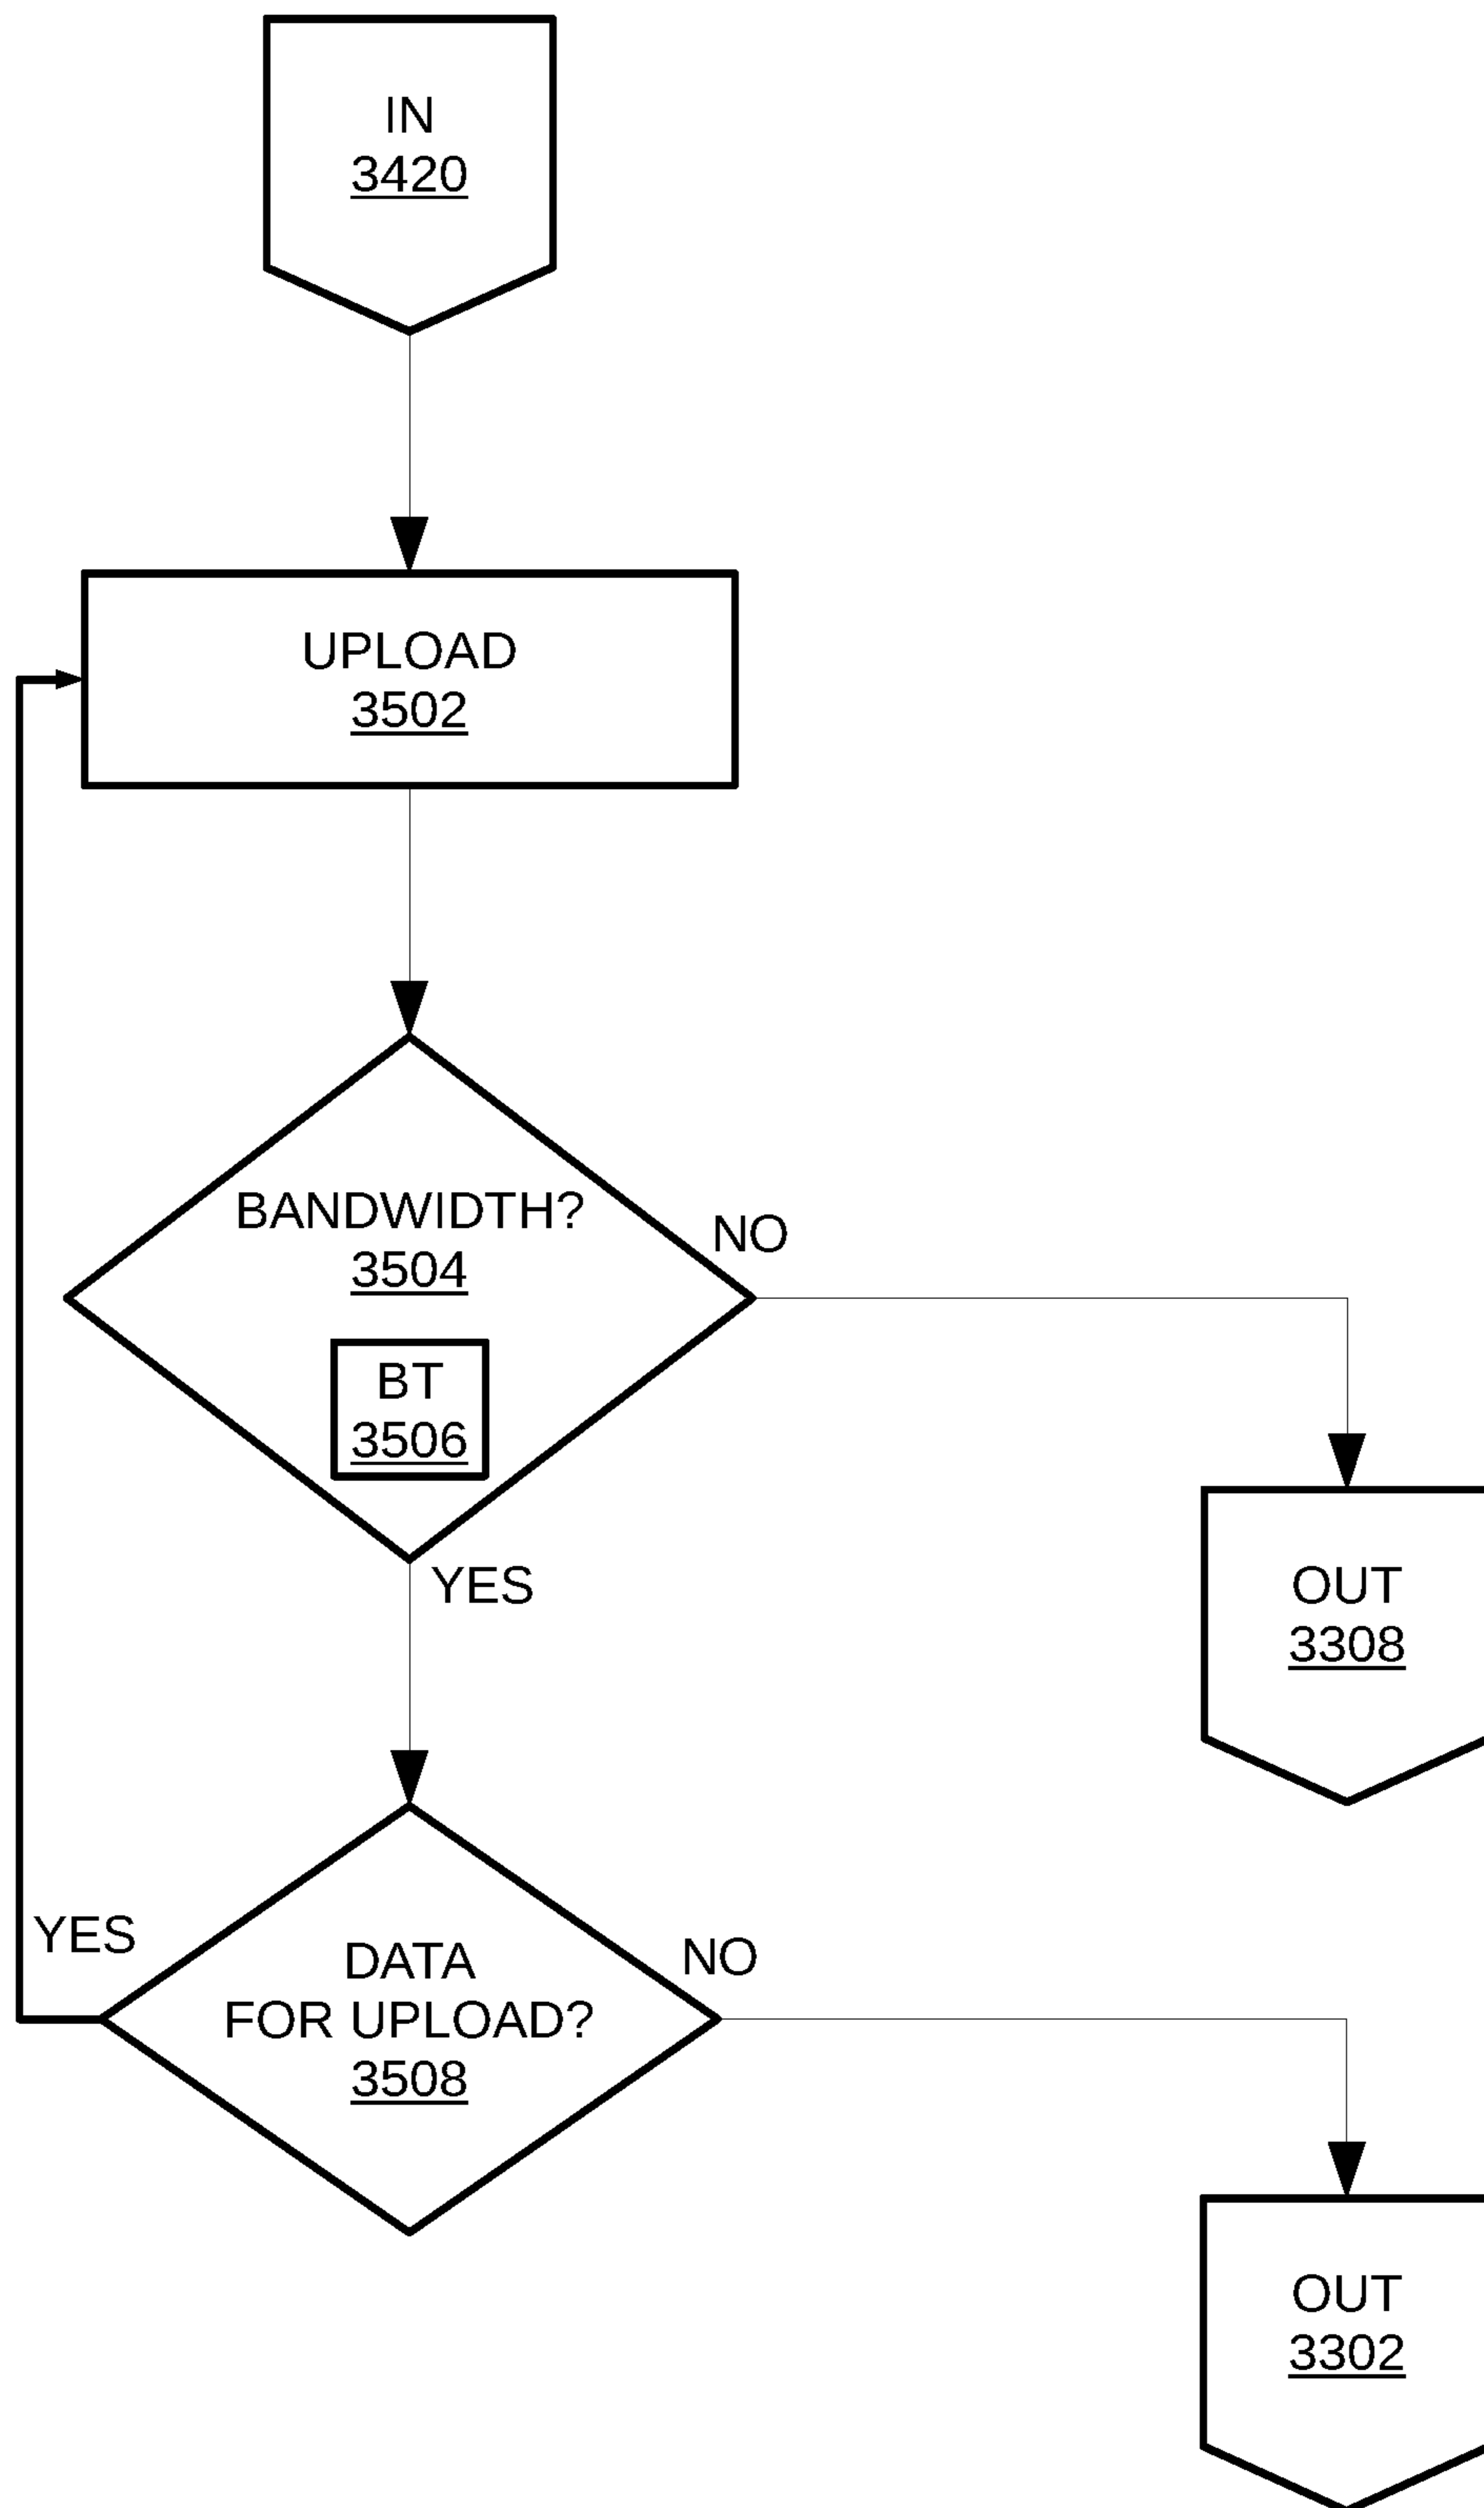 IN
3420
UPLOAD
3502
BANDWIDTH?
3504
NO
BT
3506
YES
OUT
3308
YES
DATA
FOR UPLOAD?
3508
NO
OUT
3302